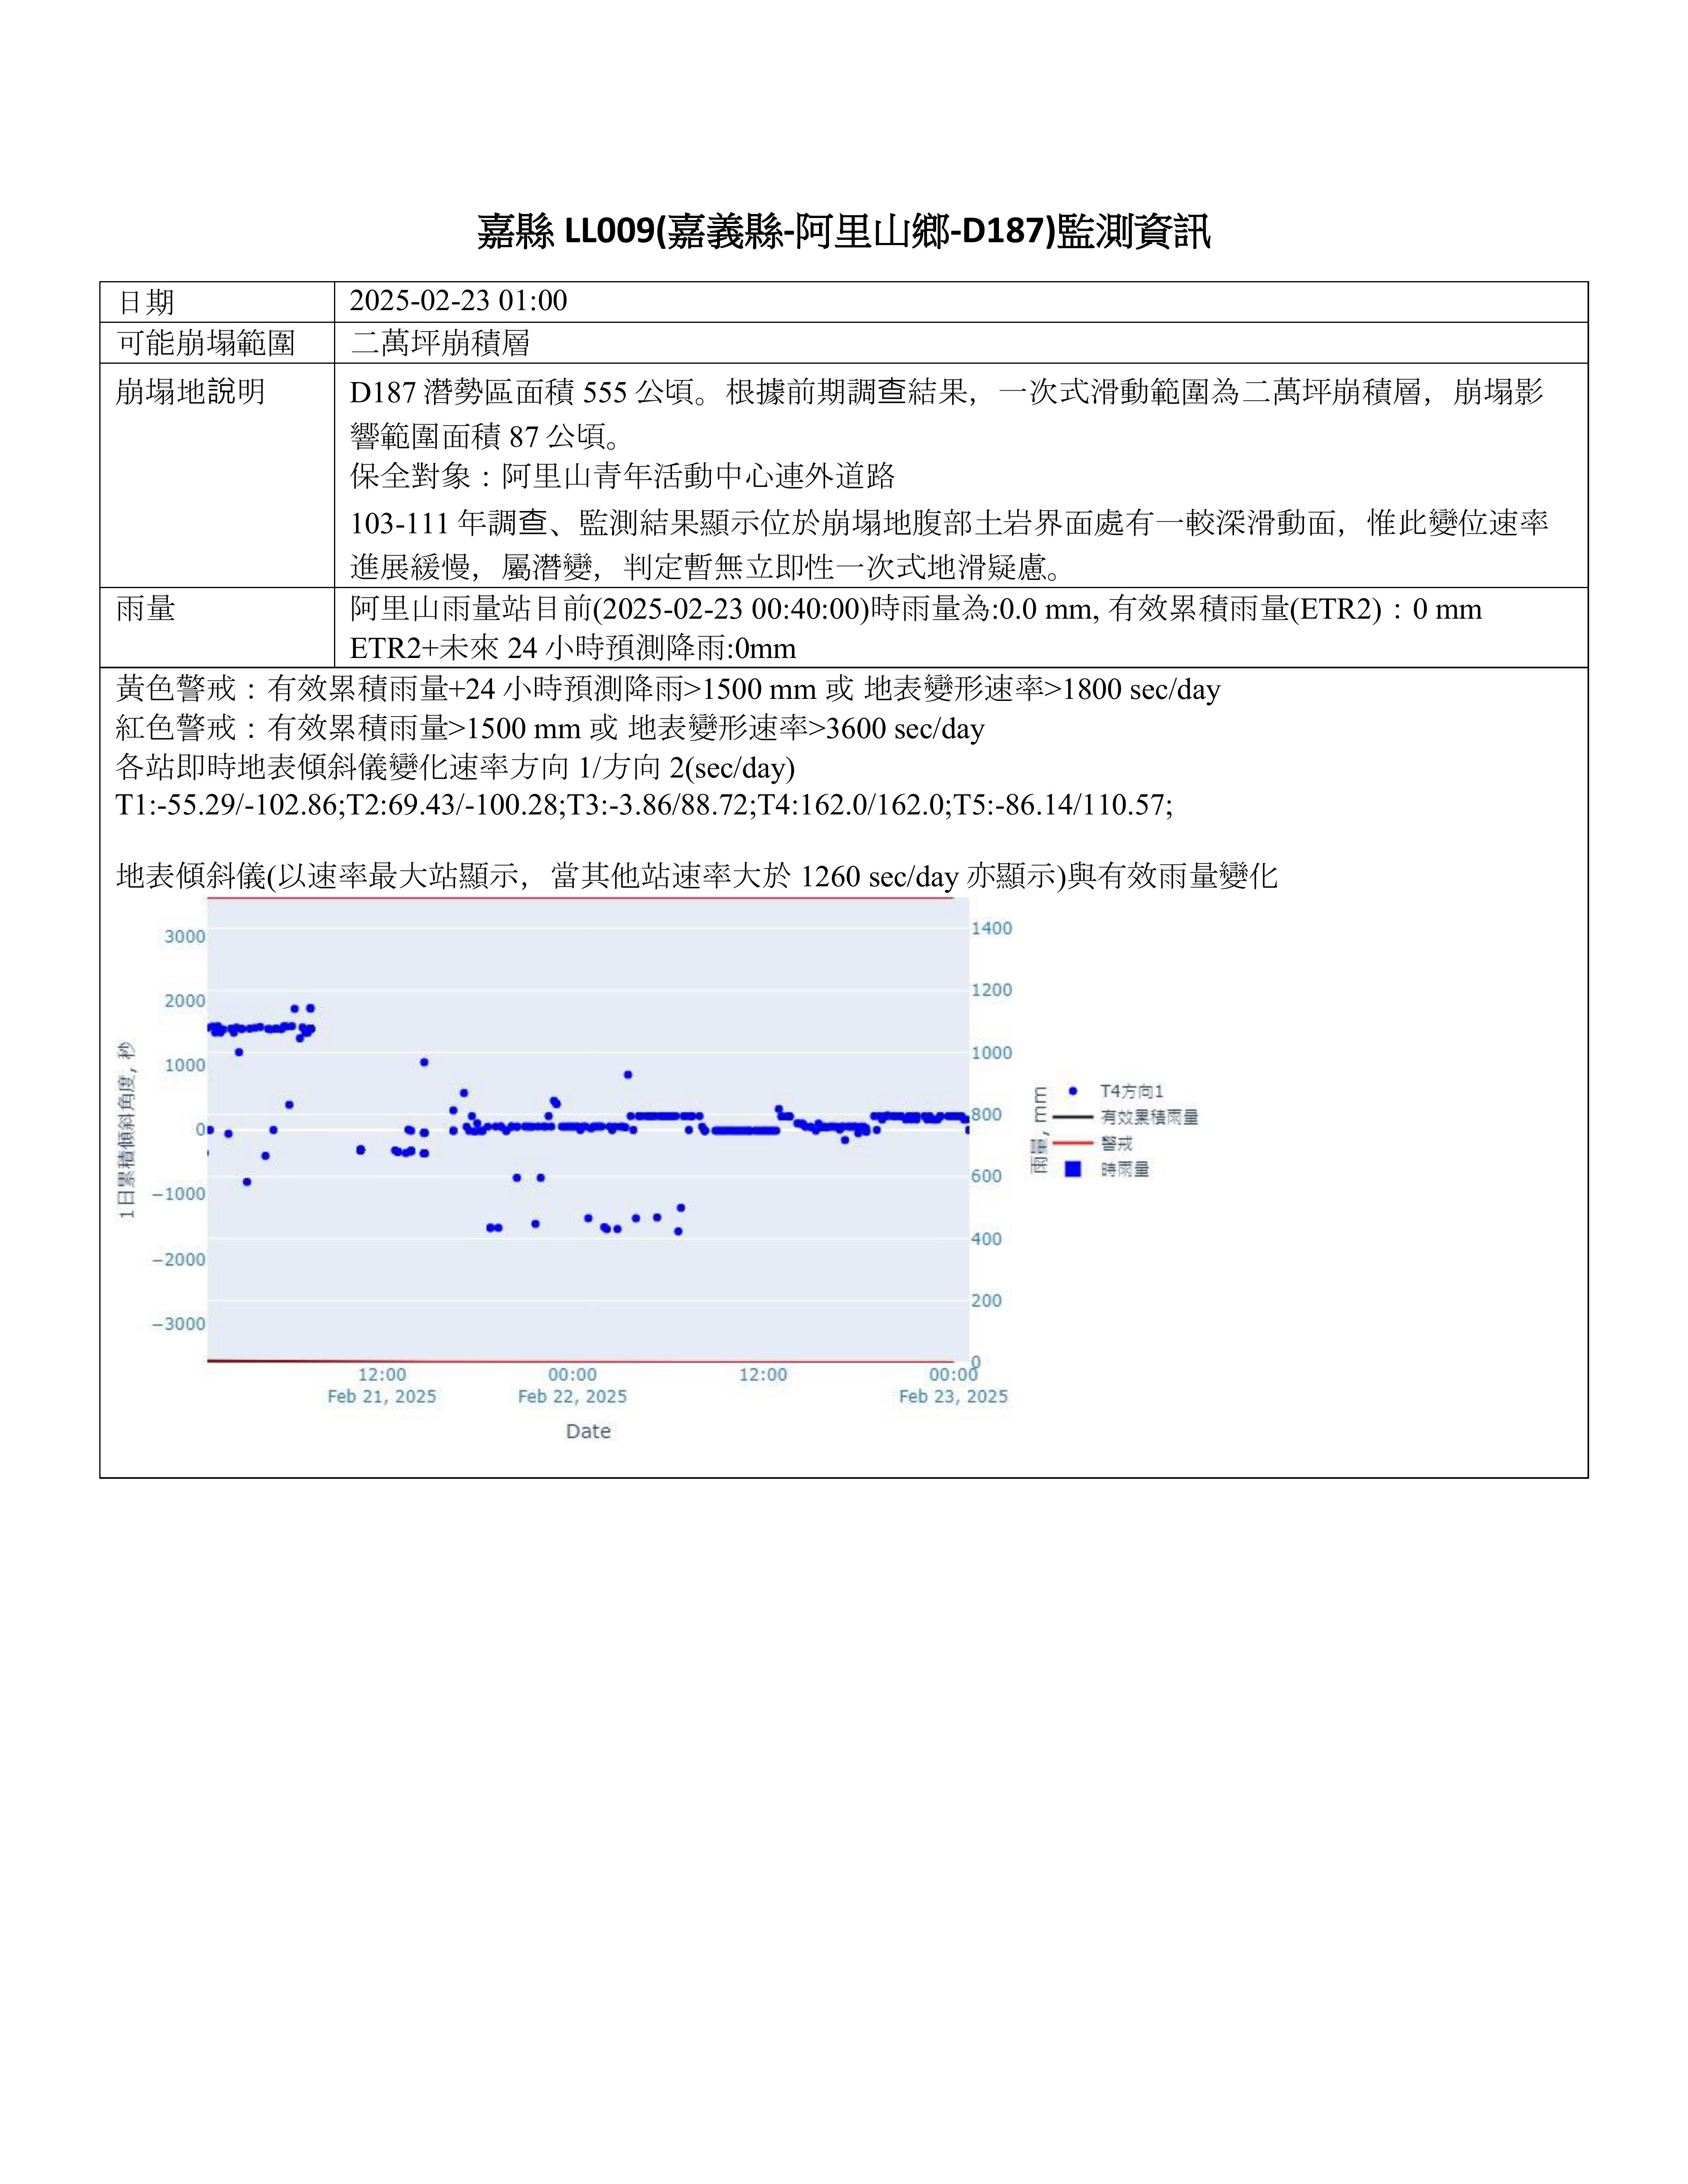 嘉縣 LL009(嘉義縣-阿里山鄉-D187)監測資訊
日期 2025-02-23 01:00
可能崩塌範圍 二萬坪崩積層
崩塌地說明 D187 潛勢區面積 555 公頃。根據前期調查結果，一次式滑動範圍為二萬坪崩積層，崩塌影
響範圍面積 87 公頃。
保全對象：阿里山青年活動中心連外道路
103-111 年調查、監測結果顯示位於崩塌地腹部土岩界面處有一較深滑動面，惟此變位速率
進展緩慢，屬潛變，判定暫無立即性一次式地滑疑慮。
雨量 阿里山雨量站目前(2025-02-23 00:40:00)時雨量為:0.0 mm, 有效累積雨量(ETR2)：0 mm
ETR2+未來 24 小時預測降雨:0mm
黃色警戒：有效累積雨量+24 小時預測降雨>1500 mm 或 地表變形速率>1800 sec/day
紅色警戒：有效累積雨量>1500 mm 或 地表變形速率>3600 sec/day
各站即時地表傾斜儀變化速率方向 1/方向 2(sec/day)
T1:-55.29/-102.86;T2:69.43/-100.28;T3:-3.86/88.72;T4:162.0/162.0;T5:-86.14/110.57;
地表傾斜儀(以速率最大站顯示，當其他站速率大於 1260 sec/day 亦顯示)與有效雨量變化
1日累積傾斜角度, 秒
3000
2000
1000
0
−1000
−2000
−3000
1400
1200
1000
800
600
400
200
0
雨量, mm
T4方向1
有效累積雨量
警戒
時雨量
12:00
Feb 21, 2025
00:00
Feb 22, 2025
12:00
00:00
Feb 23, 2025
Date